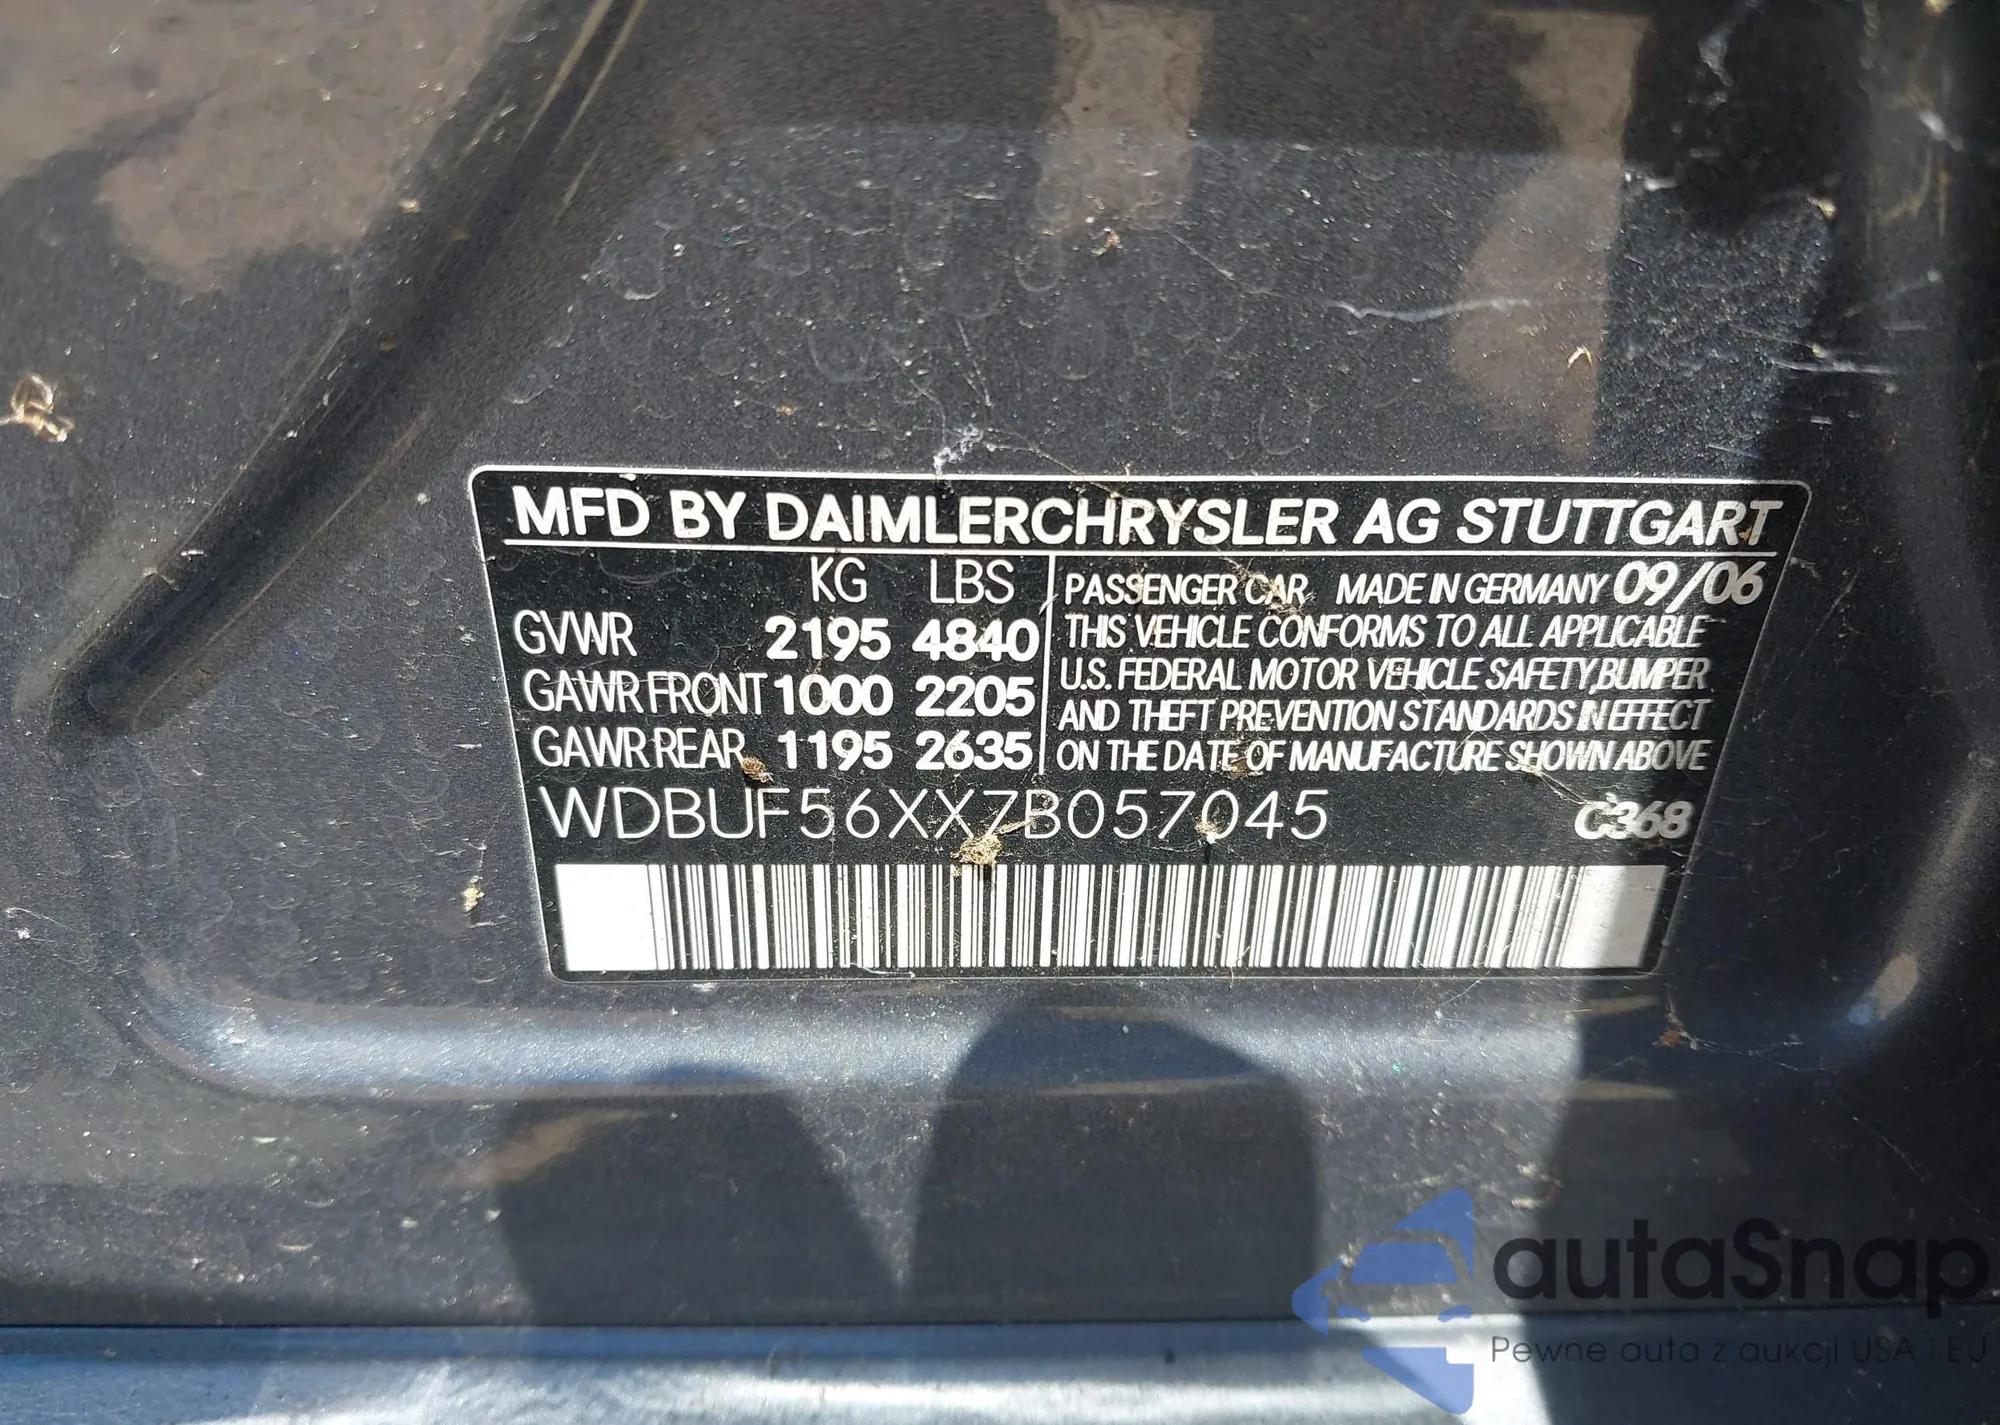 MFD BY DAIMLERCHRYSLER AG STUTTGART
KG LBS
GVWR 2195 4840
GAWR FRONT 1000 2205
GAWR REAR 1195 2635
PASSENGER CAR MADE IN GERMANY 09/06
THIS VEHICLE CONFORMS TO ALL APPLICABLE
U.S. FEDERAL MOTOR VEHICLE SAFETY, BUMPER
AND THEFT PREVENTION STANDARDS IN EFFECT
ON THE DATE OF MANUFACTURE SHOWN ABOVE
WDBUF56XX7B057045 C368
autaSnap
Pewne auta z aukcji USA i EU